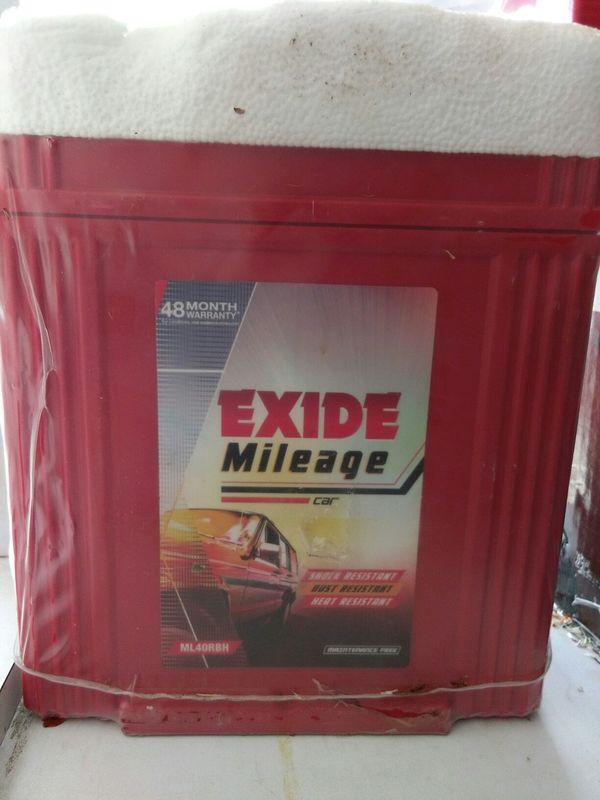 48 MONTH
WARRANTY*
EXIDE
Mileage
car
SHOCK RESISTANT
DUST RESISTANT
HEAT RESISTANT
ML40RBH
MAINTENANCE FREE